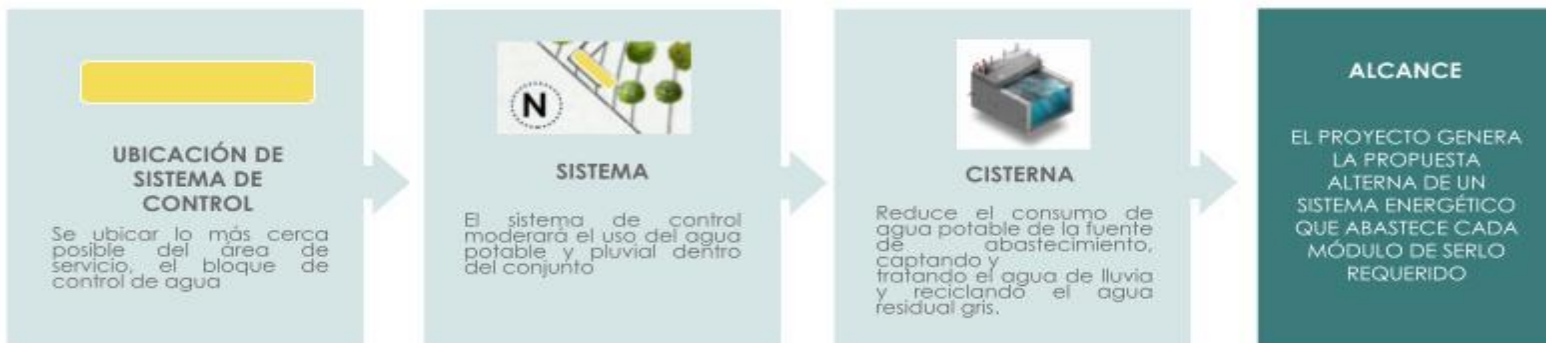 UBICACIÓN DE
SISTEMA DE
CONTROL
Se ubicar lo más cerca
posible del área de
servicio, el bloque de
control de agua
N
SISTEMA
El sistema de control
moderará el uso del agua
potable y pluvial dentro
del conjunto
CISTERNA
Reduce el consumo de
agua potable de la fuente
de abastecimiento,
captando y
tratando el agua de lluvia
y reciclando el agua
residual gris.
ALCANCE
EL PROYECTO GENERA
LA PROPUESTA
ALTERNA DE UN
SISTEMA ENERGÉTICO
QUE ABASTECE CADA
MÓDULO DE SERLO
REQUERIDO